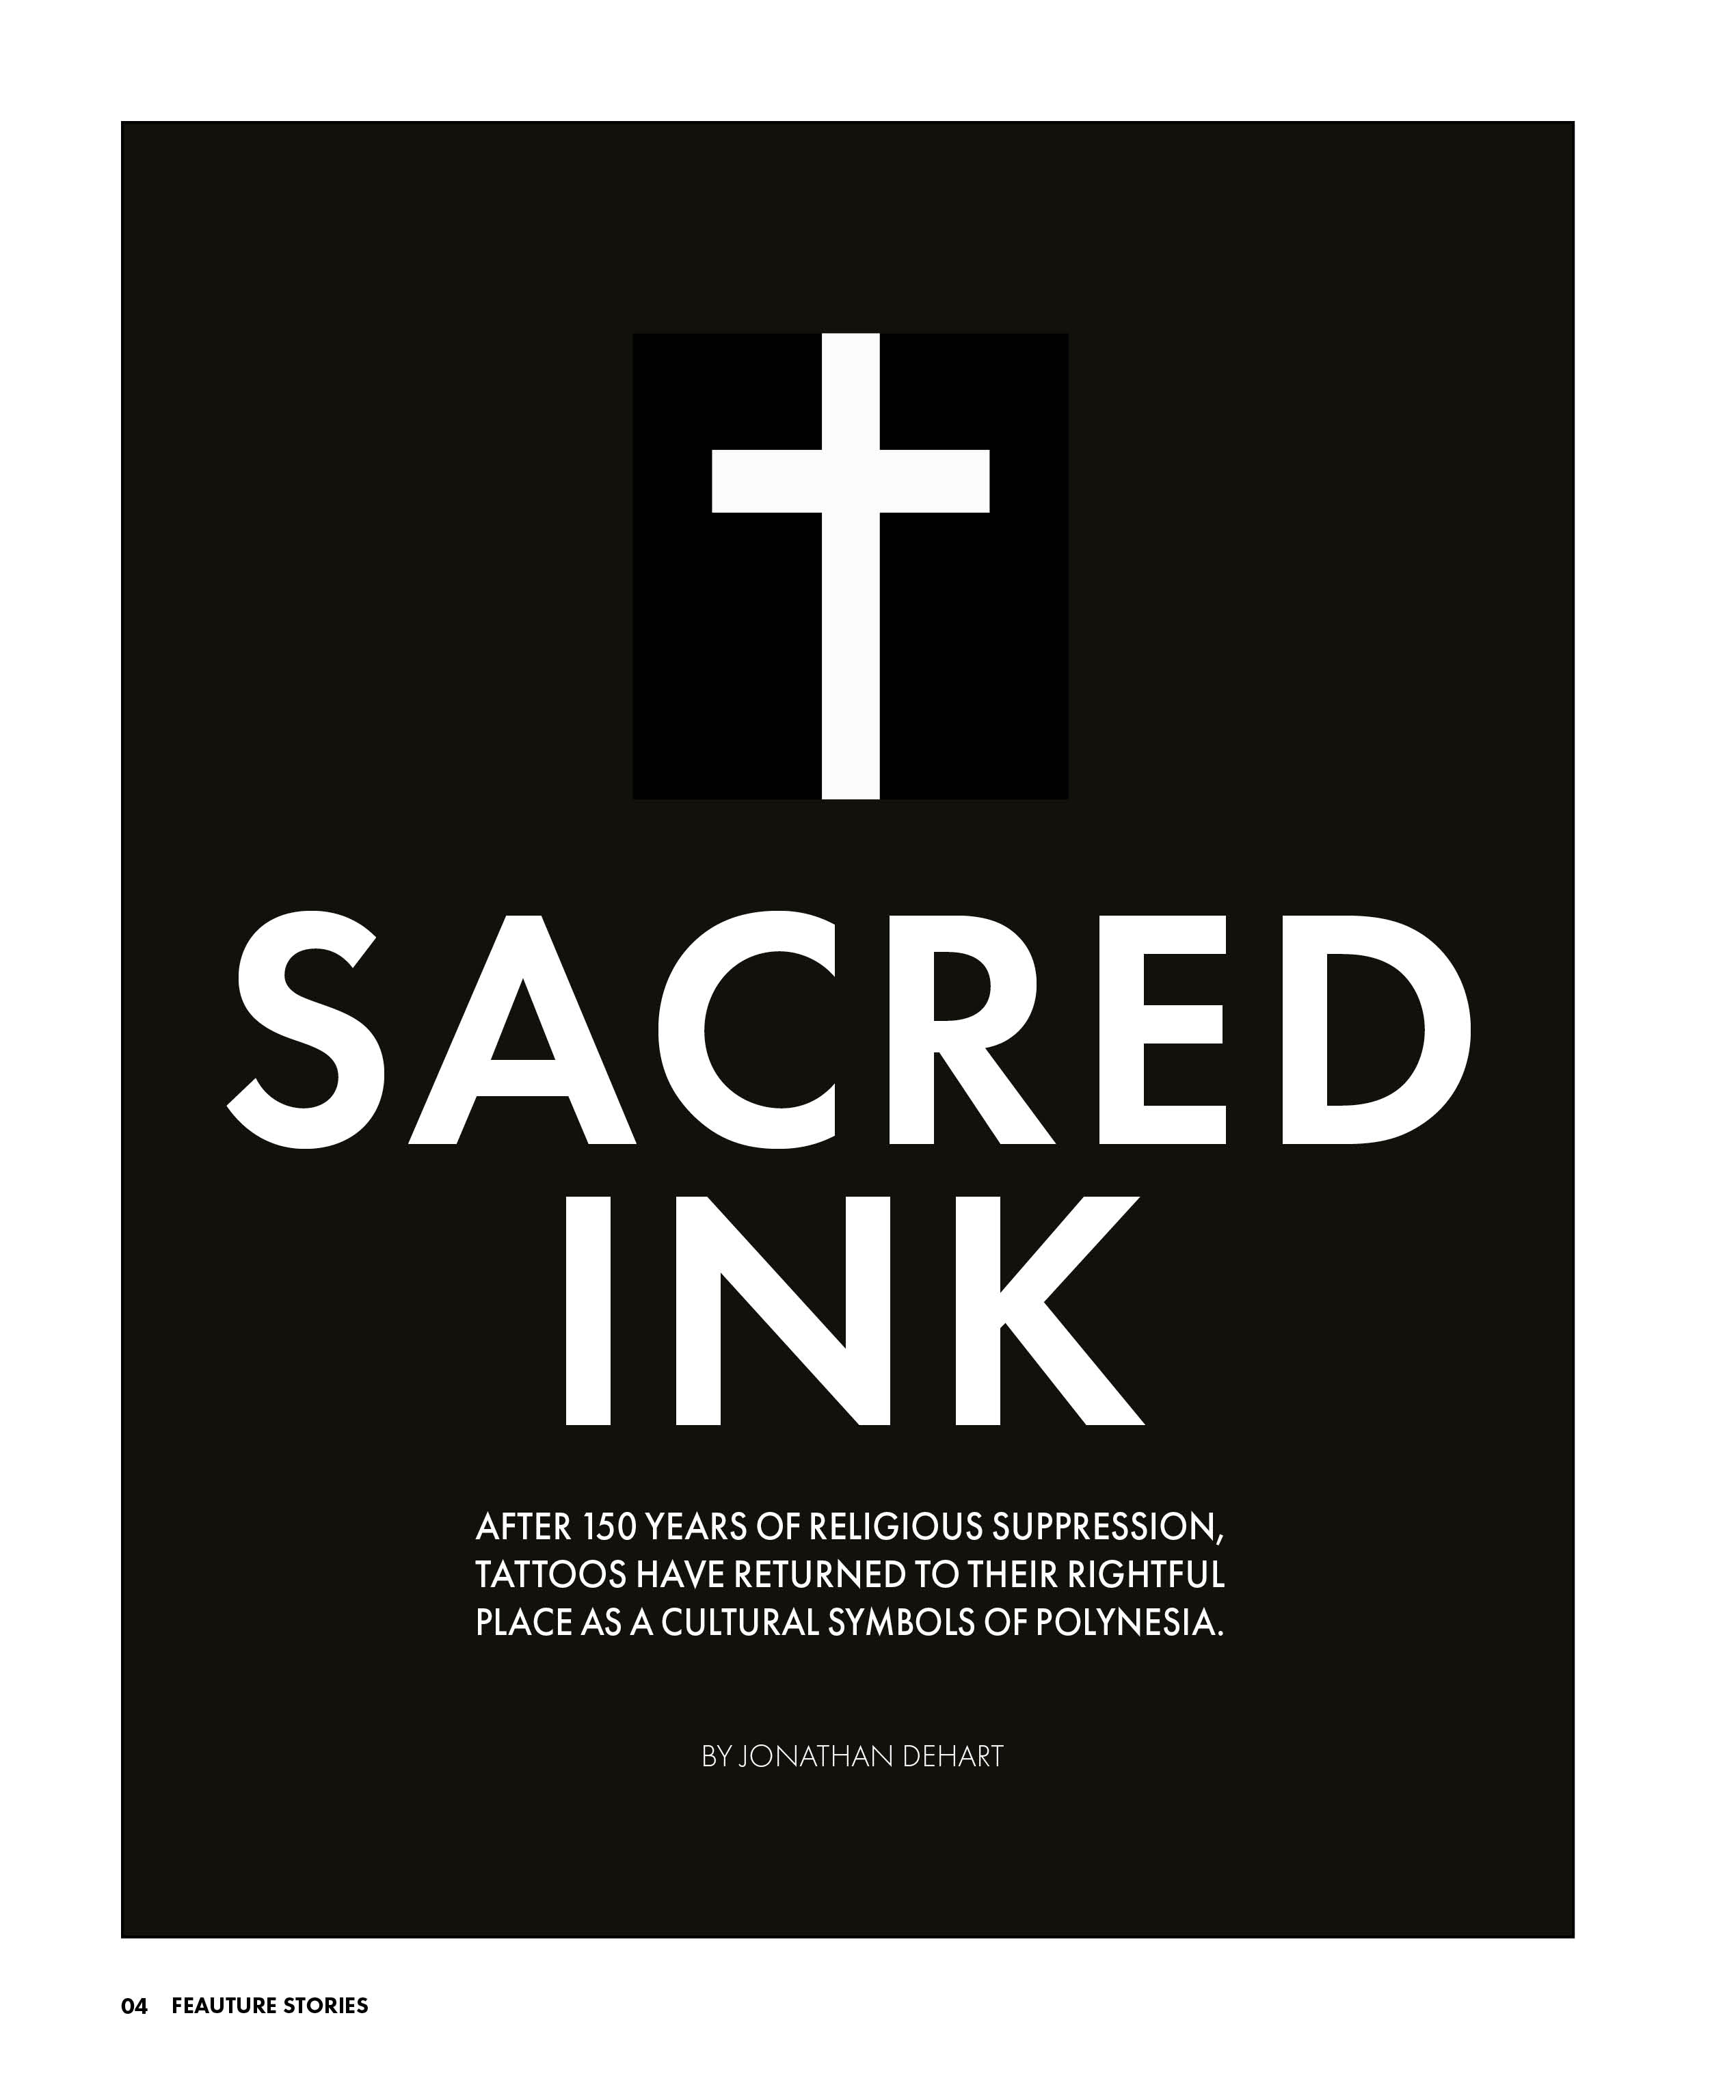 SACRED
INK
AFTER 150 YEARS OF RELIGIOUS SUPPRESSION,
TATTOOS HAVE RETURNED TO THEIR RIGHTFUL
PLACE AS A CULTURAL SYMBOLS OF POLYNESIA.
BY JONATHAN DEHART
04 FEAUTURE STORIES